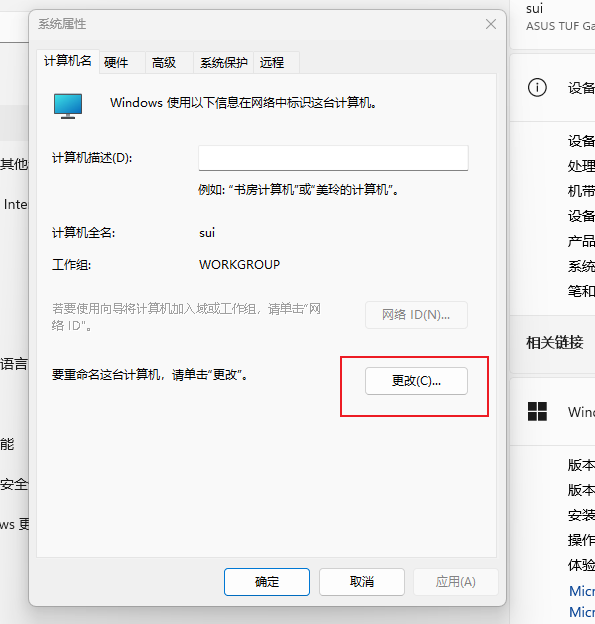 系统属性
计算机名
硬件
高级
系统保护
远程
Windows 使用以下信息在网络中标识这台计算机。
计算机描述(D):
例如: “书房计算机”或“美玲的计算机”。
计算机全名:
sui
工作组:
WORKGROUP
若要使用向导将计算机加入域或工作组，请单击“网
络 ID”。
网络 ID(N)...
要重命名这台计算机，请单击“更改”。
更改(C)...
确定
取消
应用(A)
其他
Inte
语言
能
安全
ws 更
sui
ASUS TUF Ga
设备
设备
处理
机带
设备
产品
系统
笔和
相关链接
Wind
版本
版本
安装
操作
体验
Micr
Micr